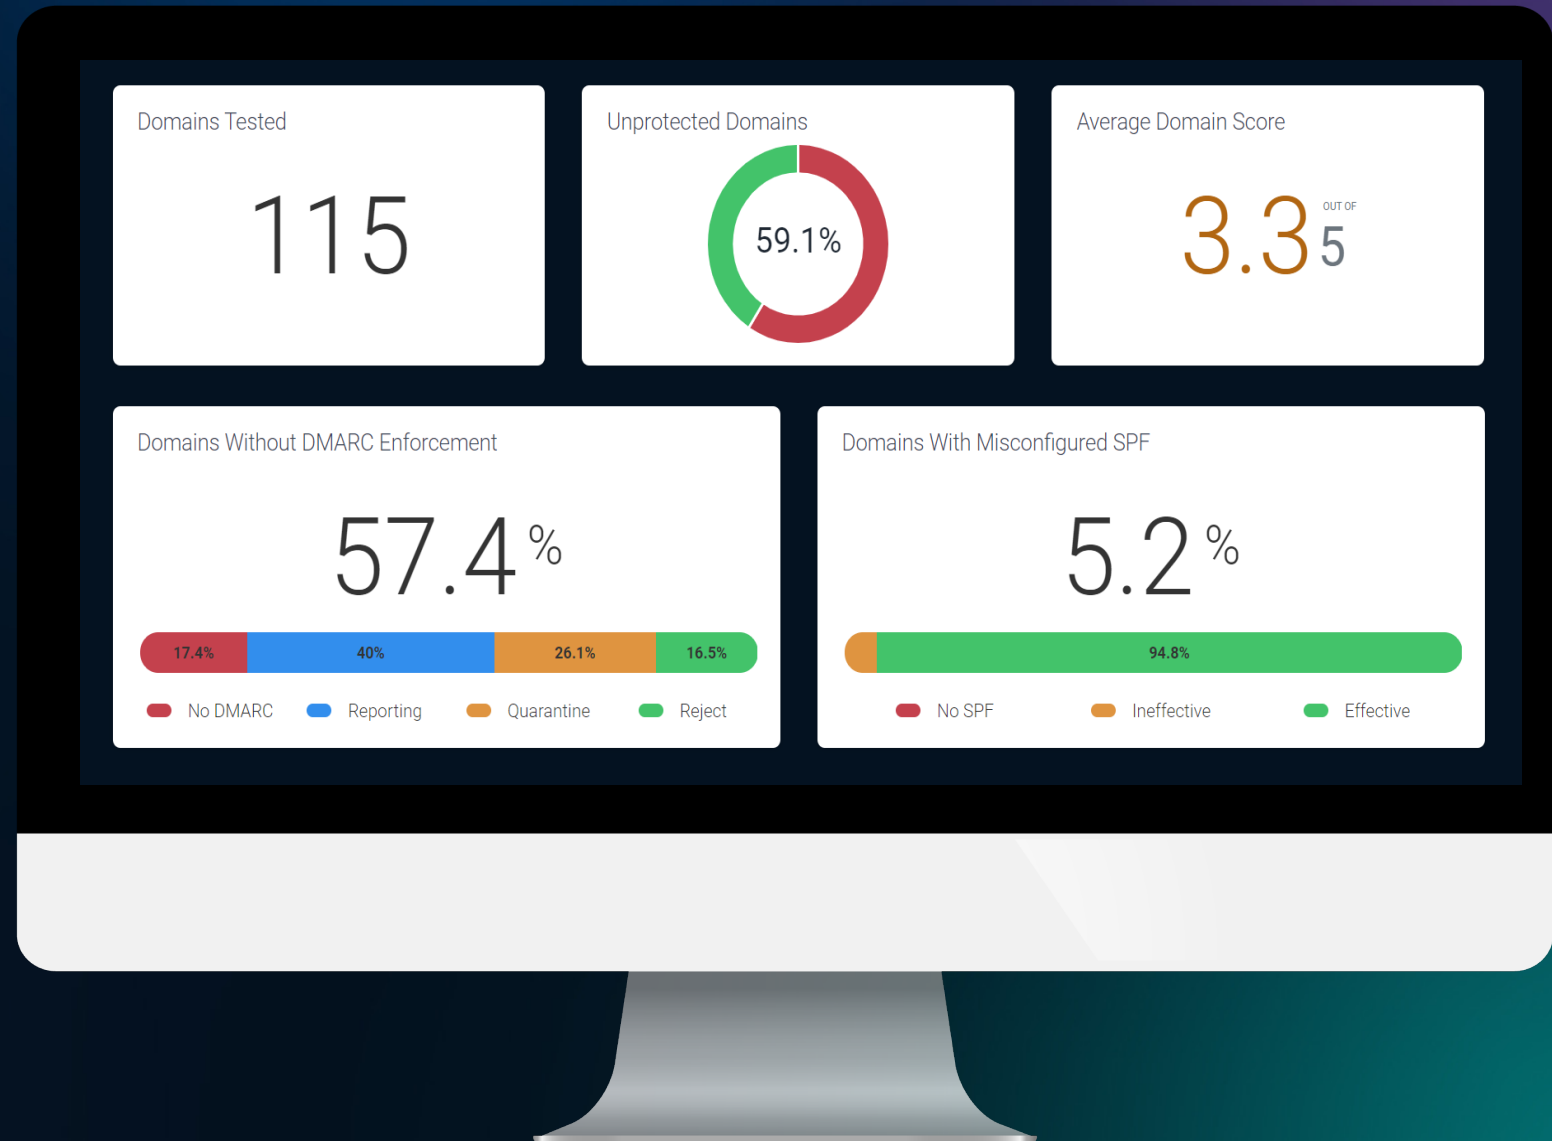 Domains Tested
115
Unprotected Domains
59.1%
Average Domain Score
3.3
OUT OF
5
Domains Without DMARC Enforcement
57.4%
17.4% 40% 26.1% 16.5%
No DMARC Reporting Quarantine Reject
Domains With Misconfigured SPF
5.2%
94.8%
No SPF Ineffective Effective